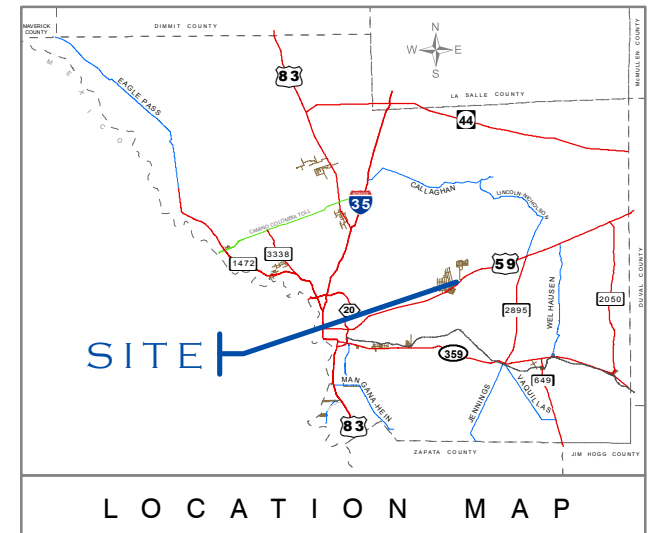 MAVERICK
COUNTY
DIMMIT COUNTY
MCMULLEN COUNTY
N
W E
S
MEXICO
EAGLE PASS
83
LA SALLE COUNTY
44
CALLAGHAN
LINCOLN-NICHOLSON
35
CAMINO COLOMBIA TOLL
3338
1472
59
DUVAL COUNTY
2050
WELHAUSEN
2895
20
SITE
359
MANGANA-HEIN
649
JENNINGS
VAQUILLAS
83
ZAPATA COUNTY
JIM HOGG COUNTY
LOCATION MAP